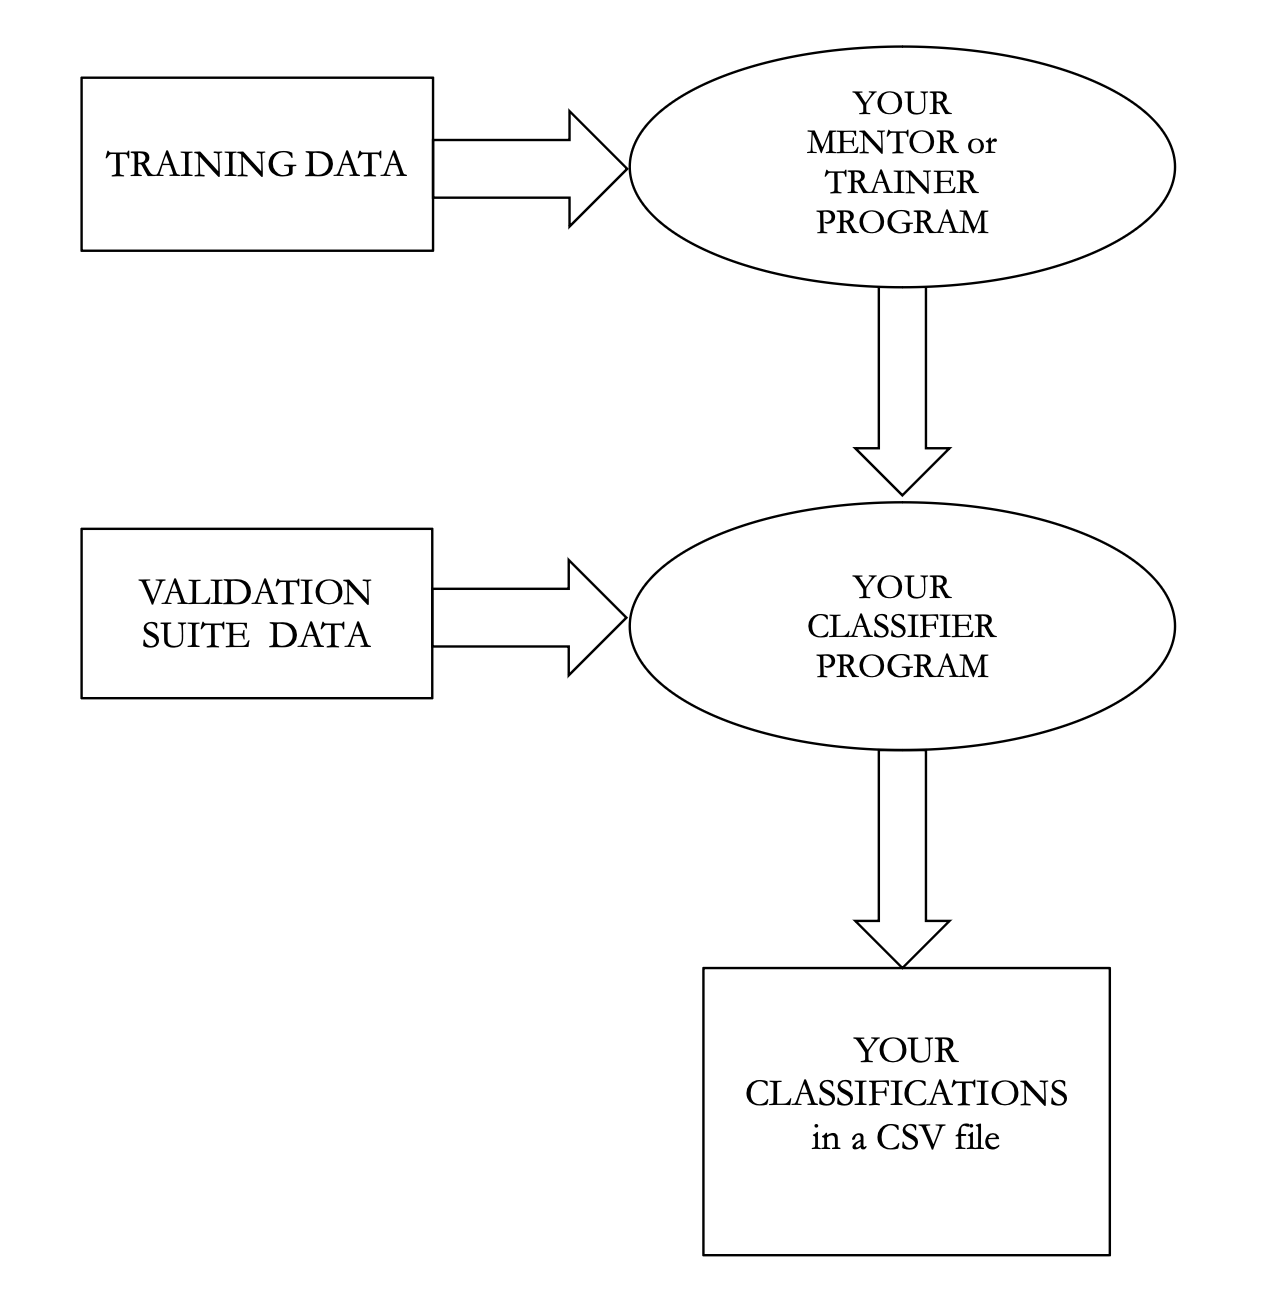 TRAINING DATA
YOUR
MENTOR or
TRAINER
PROGRAM
VALIDATION
SUITE DATA
YOUR
CLASSIFIER
PROGRAM
YOUR
CLASSIFICATIONS
in a CSV file